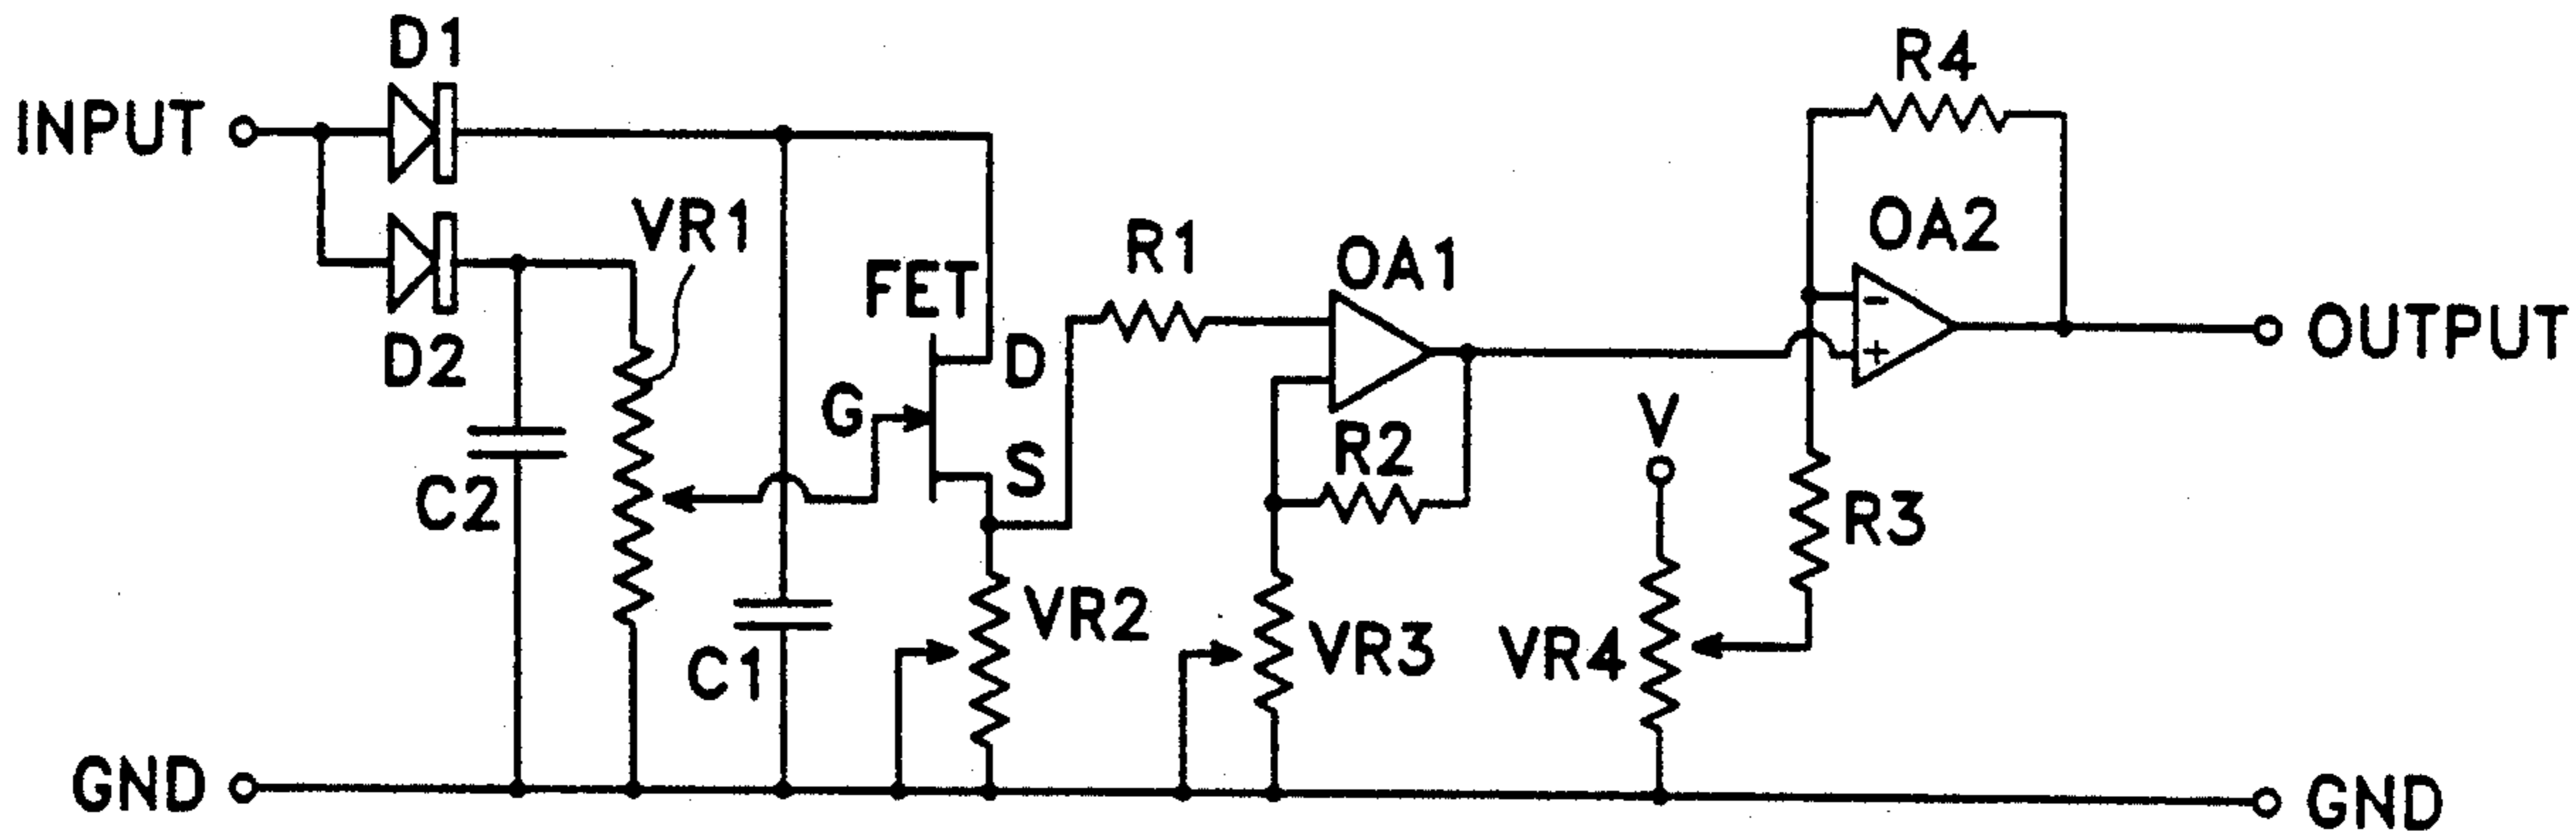 D1
R4
INPUT
VR1
OA2
R1
OA1
FET
-
D2
D
+
OUTPUT
G
V
R2
S
C2
R3
VR2
VR3
VR4
C1
GND
GND